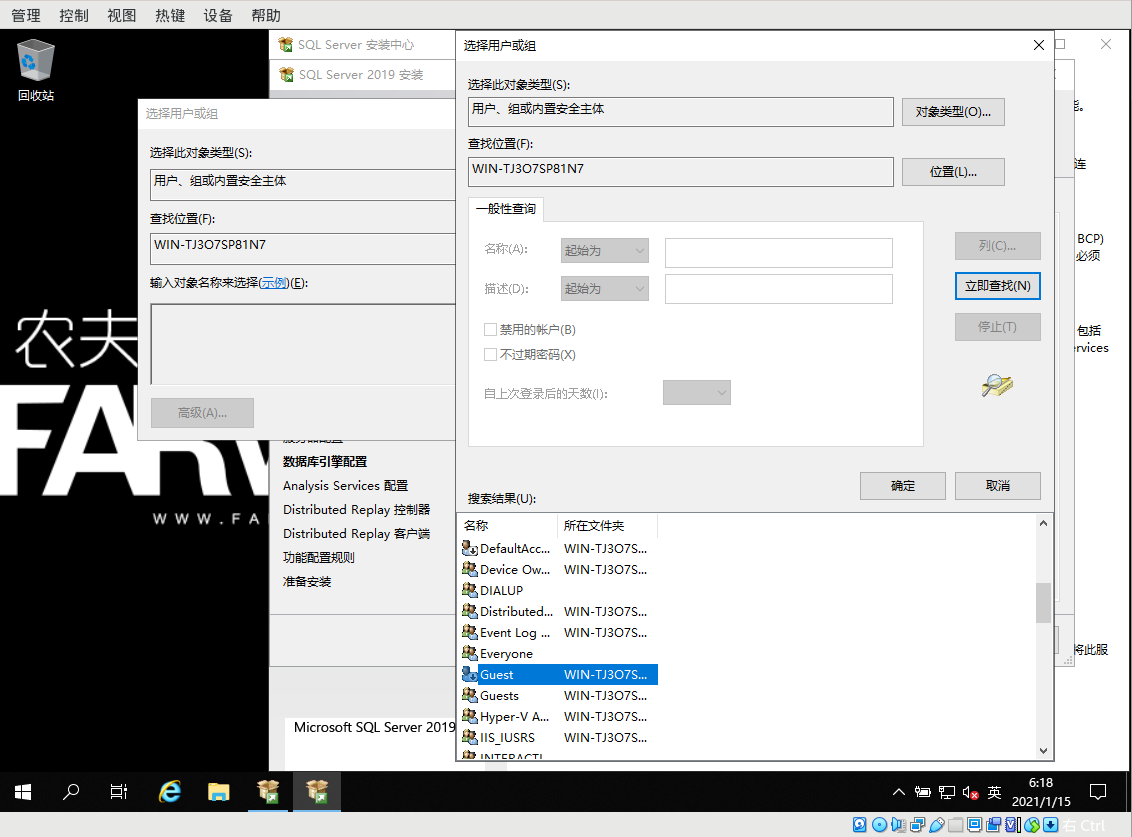 管理 控制 视图 热键 设备 帮助
回收站
SQL Server 安装中心
SQL Server 2019 安装
选择用户或组
选择此对象类型(S):
用户、组或内置安全主体
查找位置(F):
WIN-TJ3O7SP81N7
输入对象名称来选择(示例)(E):
高级(A)...
选择用户或组
选择此对象类型(S):
用户、组或内置安全主体
对象类型(O)...
查找位置(F):
WIN-TJ3O7SP81N7
位置(L)...
一般性查询
名称(A): 起始为
描述(D): 起始为
禁用的帐户(B)
不过期密码(X)
自上次登录后的天数(I):
列(C)...
立即查找(N)
停止(T)
确定 取消
搜索结果(U):
名称 所在文件夹
DefaultAcc... WIN-TJ3O7S...
Device Ow... WIN-TJ3O7S...
DIALUP
Distributed... WIN-TJ3O7S...
Event Log ... WIN-TJ3O7S...
Everyone
Guest WIN-TJ3O7S...
Guests WIN-TJ3O7S...
Hyper-V A... WIN-TJ3O7S...
IIS_IUSRS WIN-TJ3O7S...
INTERACTI
能。
连
BCP)
必须
包括
rvices
将此服
农夫
FAR
WWW.FA
服务器配置
数据库引擎配置
Analysis Services 配置
Distributed Replay 控制器
Distributed Replay 客户端
功能配置规则
准备安装
Microsoft SQL Server 2019
英
6:18
2021/1/15
右 Ctrl